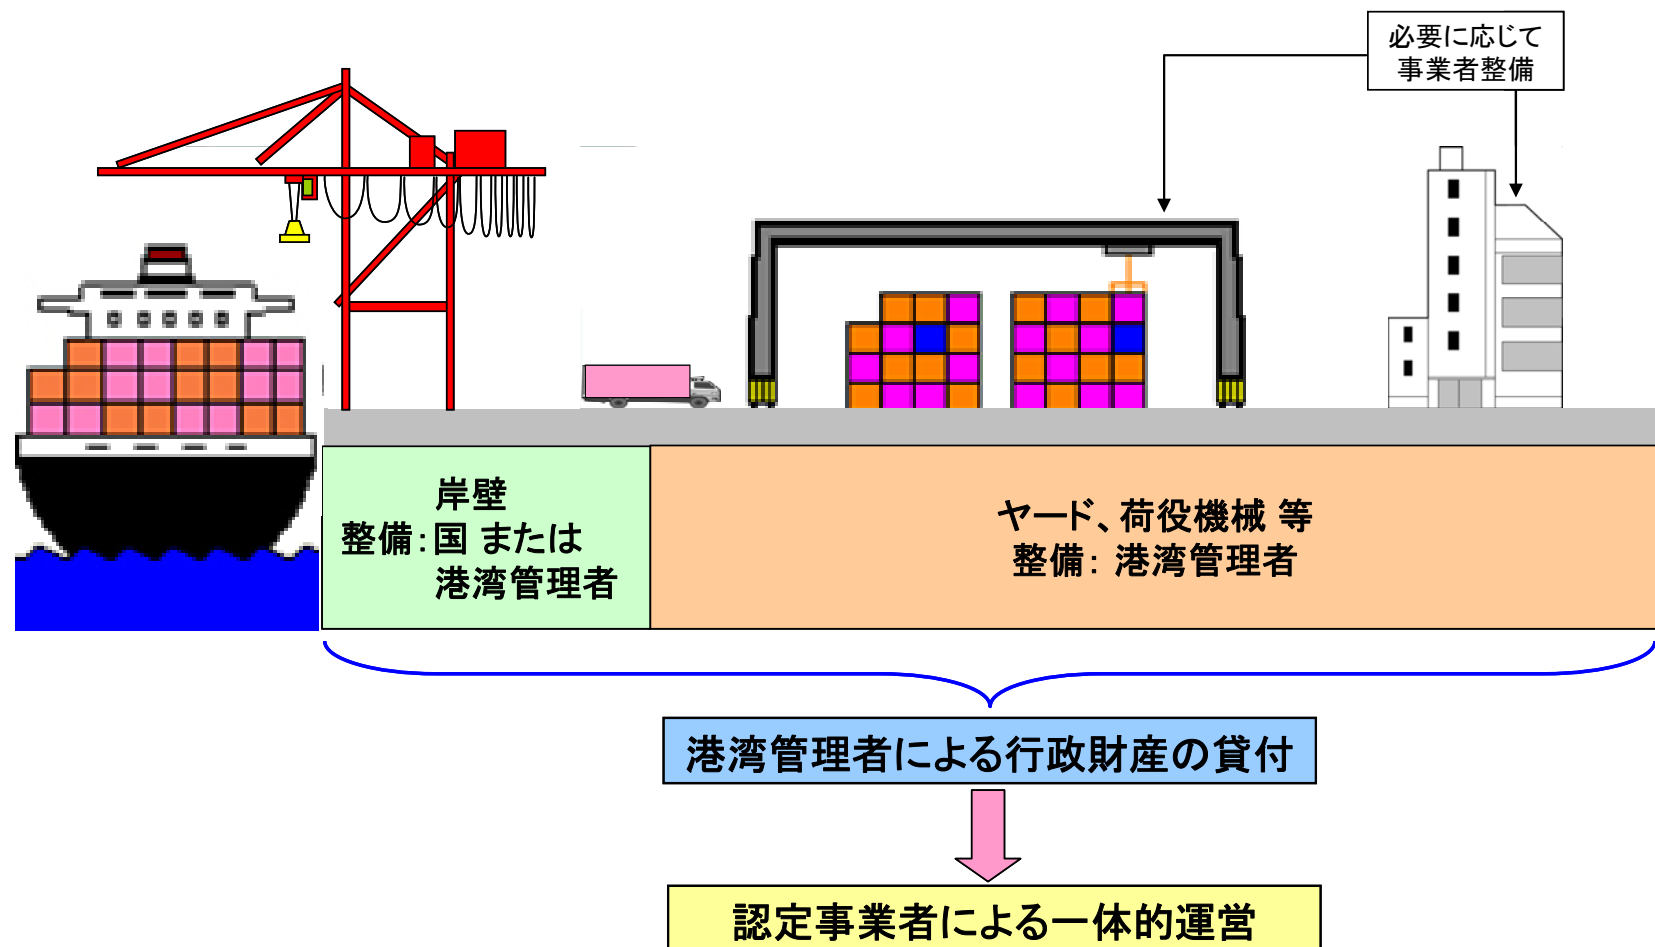 必要に応じて
事業者整備
岸壁
整備：国 または
港湾管理者
ヤード、荷役機械 等
整備： 港湾管理者
港湾管理者による行政財産の貸付
認定事業者による一体的運営